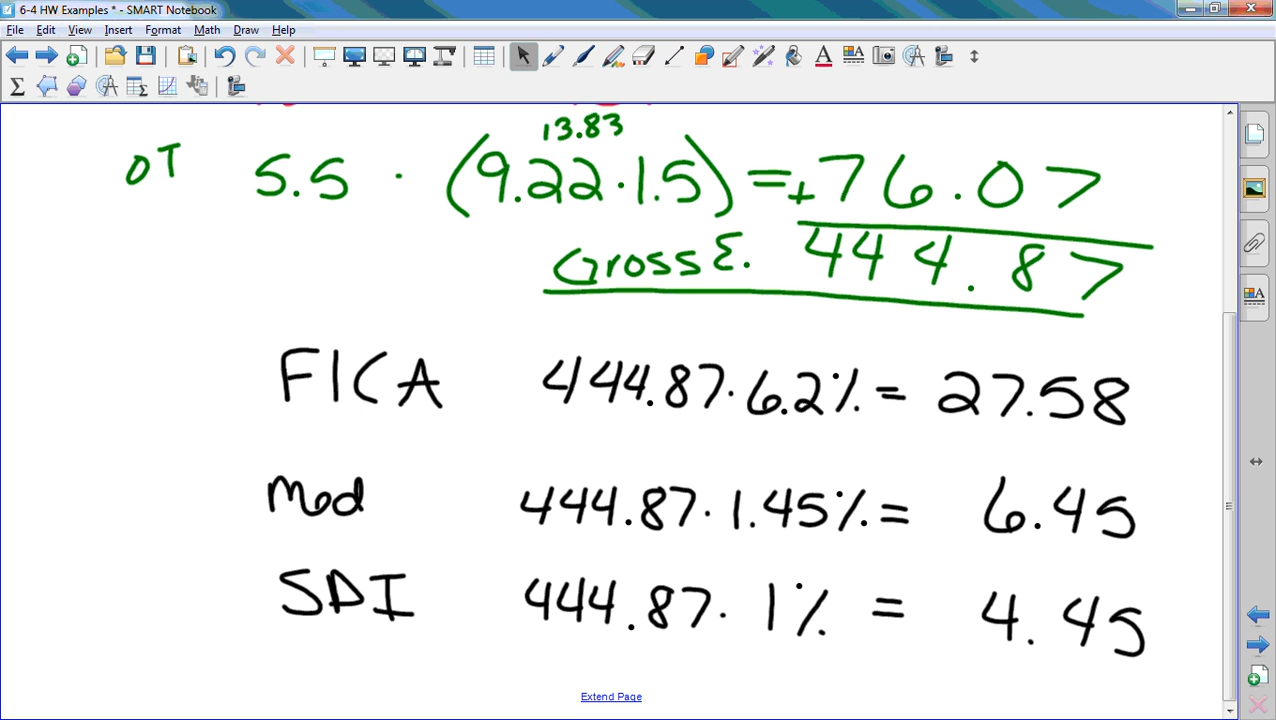 6-4 HW Examples * - SMART Notebook
File Edit View Insert Format Math Draw Help
13.83
OT 5.5 · (9.22·1.5) = +76.07
Gross E. 444.87
FICA 444.87·6.2% = 27.58
Med 444.87·1.45% = 6.45
SDI 444.87·1% = 4.45
Extend Page